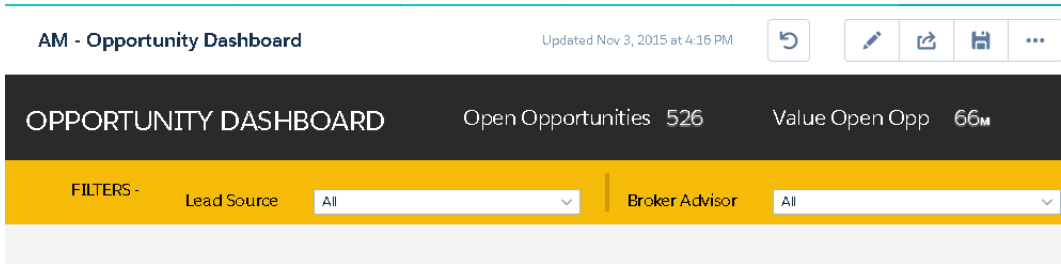 AM - Opportunity Dashboard Updated Nov 3, 2015 at 4:16 PM
OPPORTUNITY DASHBOARD Open Opportunities 526 Value Open Opp 66M
FILTERS - Lead Source All Broker Advisor All